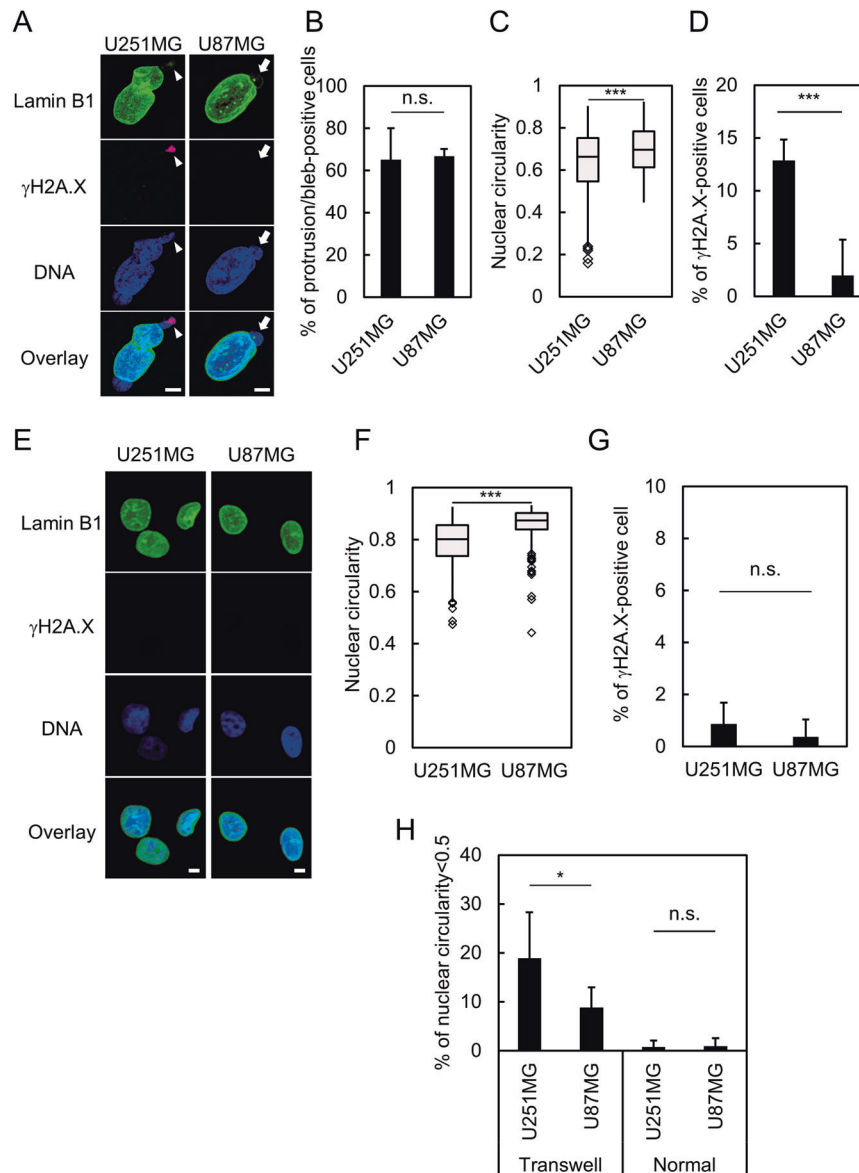 A
U251MG U87MG
Lamin B1
γH2A.X
DNA
Overlay
B
% of protrusion/bleb-positive cells
100
80
60
40
20
0
n.s.
U251MG
U87MG
C
Nuclear circularity
1
0.8
0.6
0.4
0.2
0
***
U251MG
U87MG
D
% of γH2A.X-positive cells
20
15
10
5
0
***
U251MG
U87MG
E
U251MG U87MG
Lamin B1
γH2A.X
DNA
Overlay
F
Nuclear circularity
1
0.8
0.6
0.4
0.2
0
***
U251MG U87MG
G
% of γH2A.X-positive cell
10
8
6
4
2
0
n.s.
U251MG U87MG
H
% of nuclear circularity<0.5
40
30
20
10
0
*
n.s.
U251MG
U87MG
U251MG
U87MG
Transwell Normal